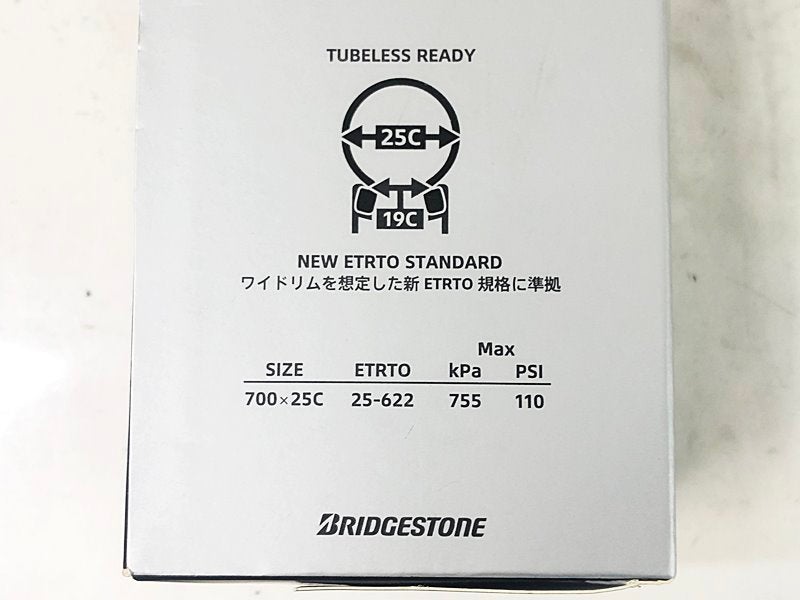 TUBELESS READY
25C
19C
NEW ETRTO STANDARD
ワイドリムを想定した新 ETRTO 規格に準拠
Max
SIZE ETRTO kPa PSI
700×25C 25-622 755 110
BRIDGESTONE